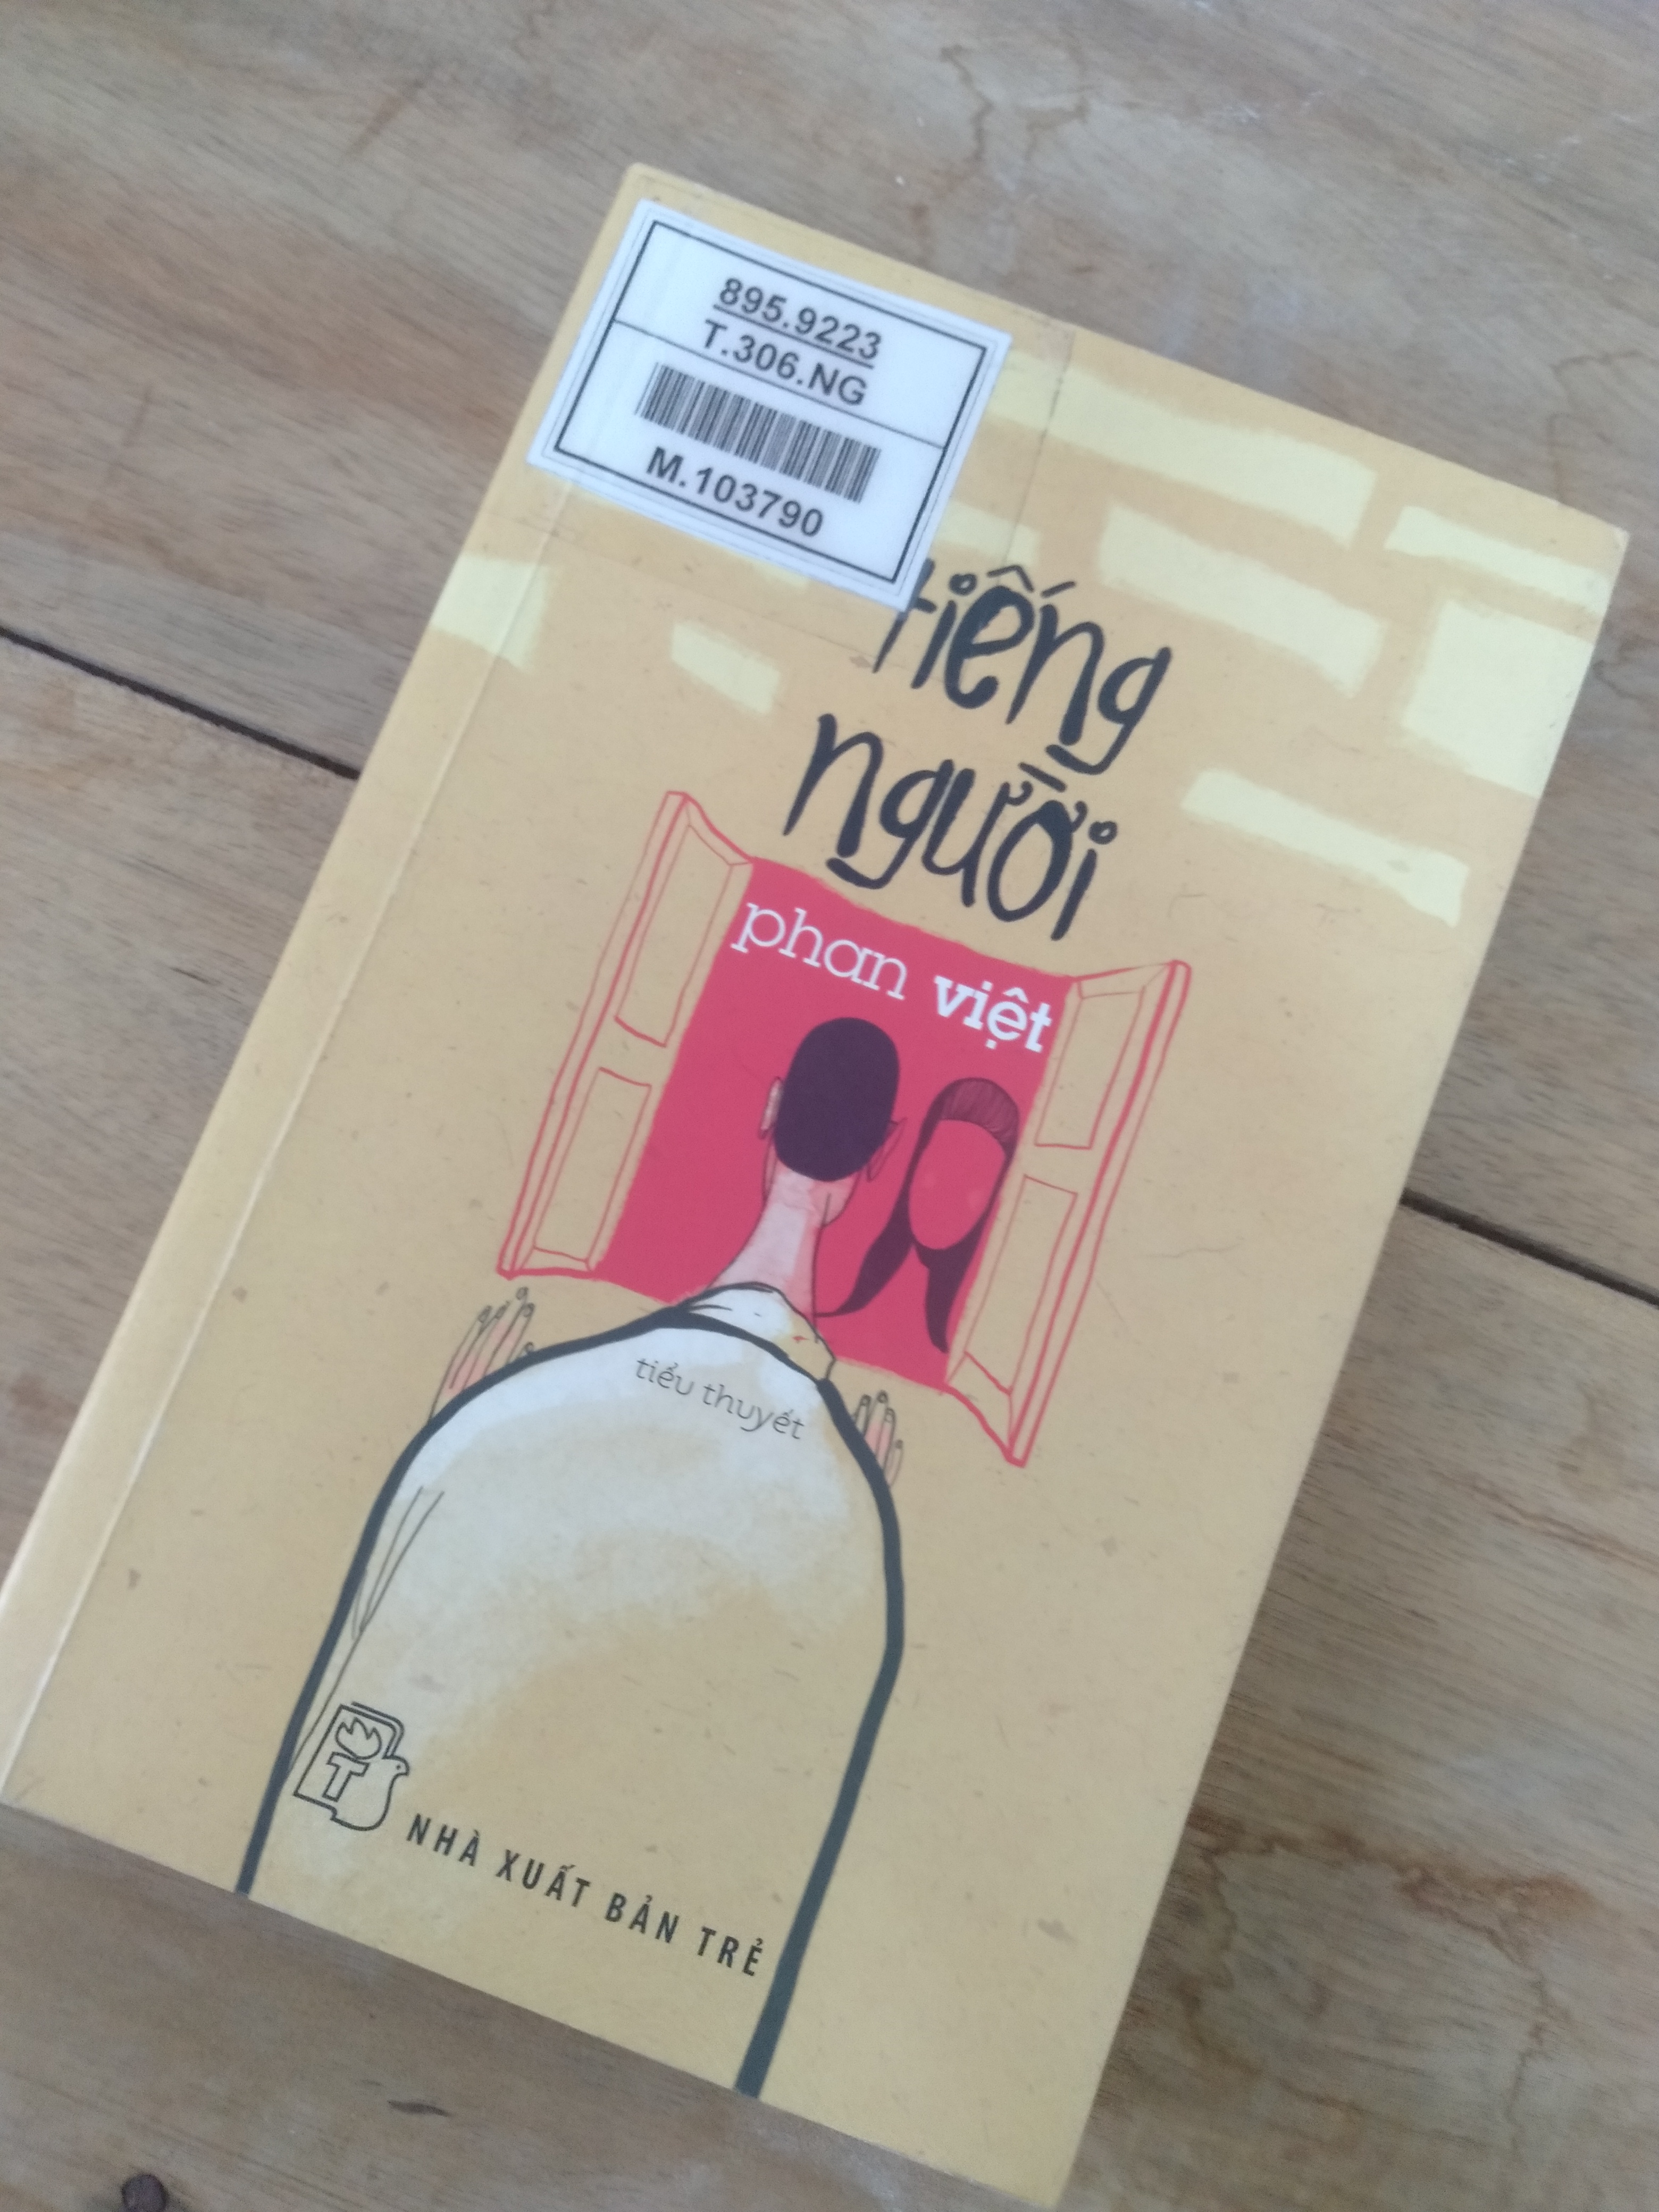 895.9223
T.306.NG
M.103790
tiếng
người
phan việt
tiểu thuyết
T
NHÀ XUẤT BẢN TRẺ